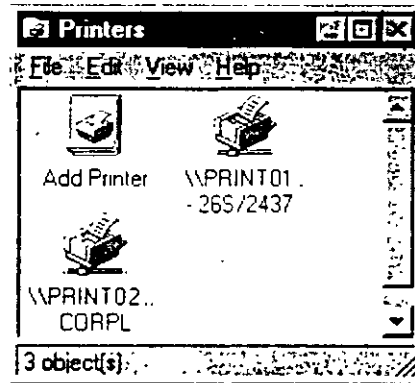 Printers
File Edit View Help
Add Printer
\\PRINT01..
- 26S/2437
\\PRINT02..
CORPL
3 object(s)